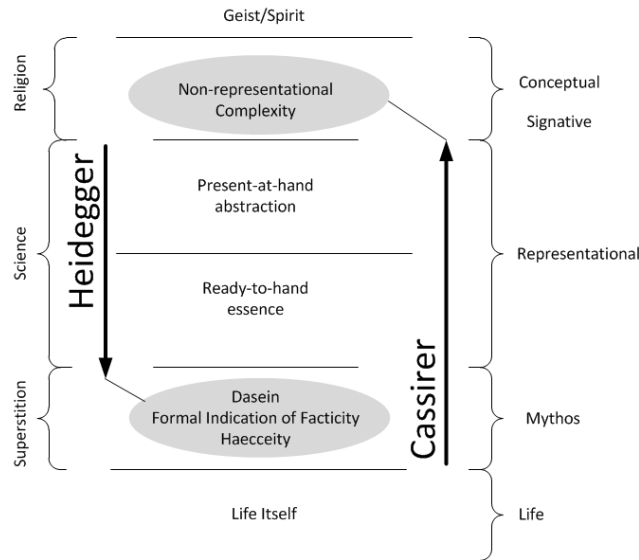 Geist/Spirit
Religion
Non-representational
Complexity
Conceptual
Signative
Heidegger
Science
Present-at-hand
abstraction
Representational
Ready-to-hand
essence
Cassirer
Superstition
Dasein
Formal Indication of Facticity
Haecceity
Mythos
Life Itself
Life